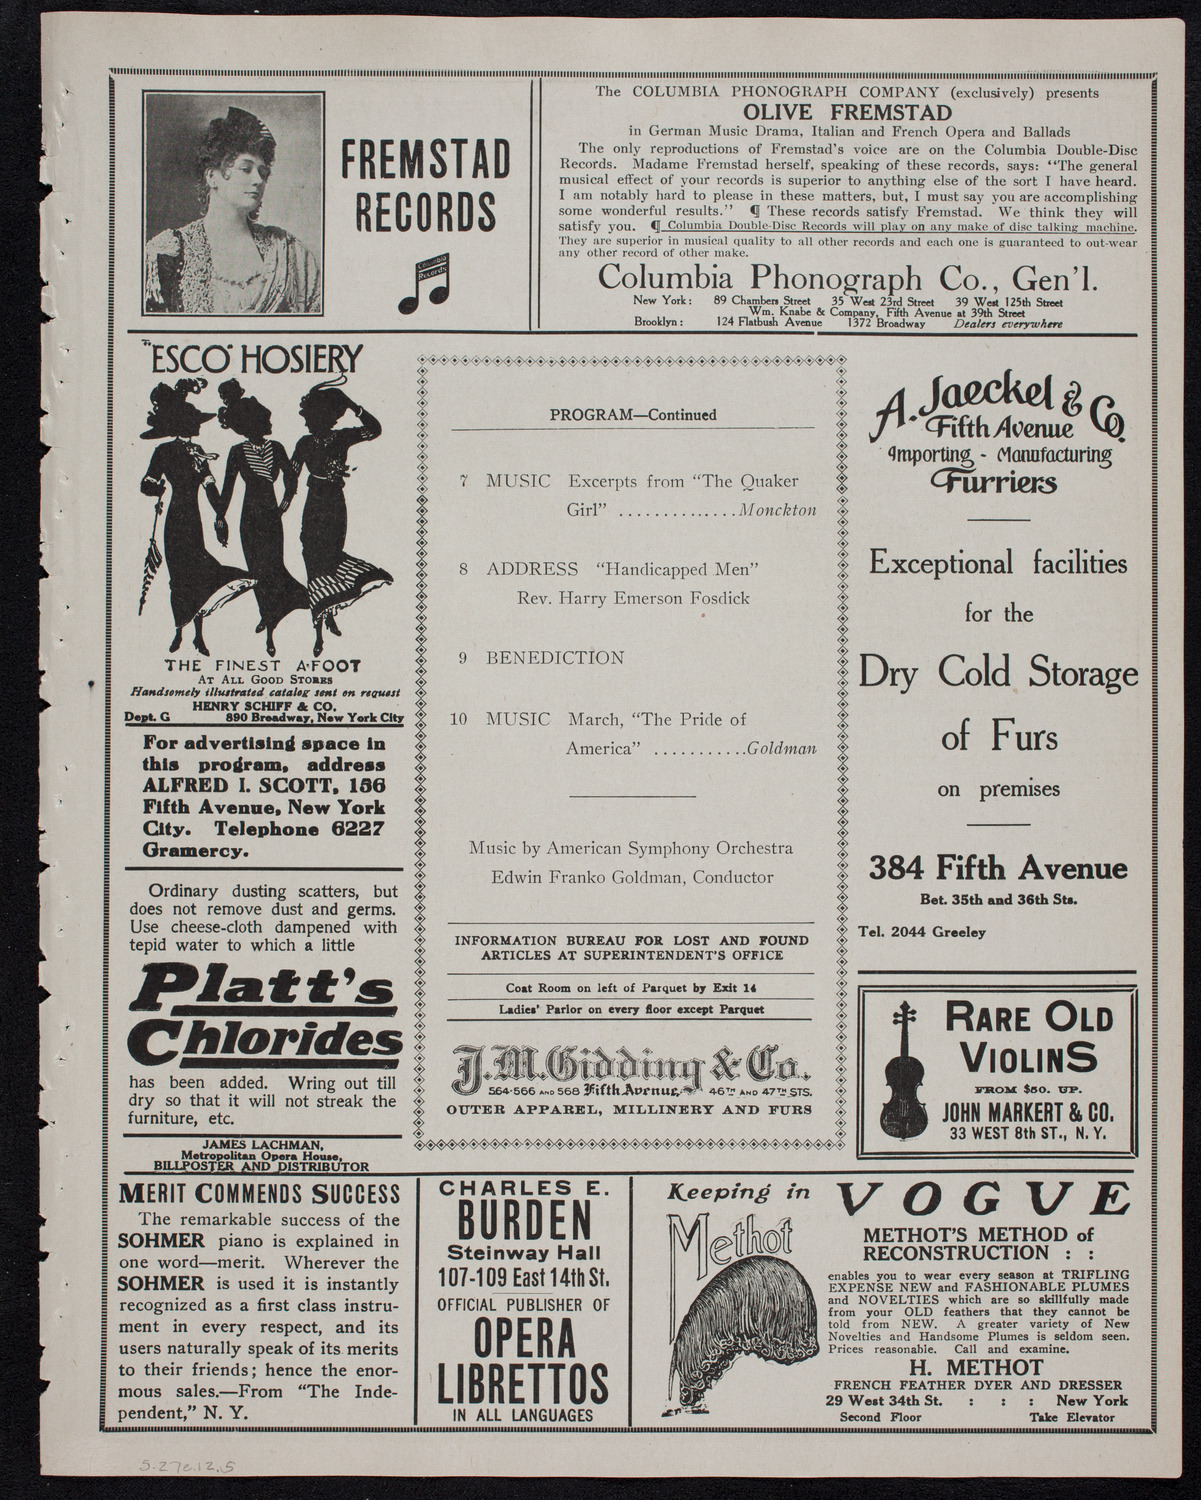 FREMSTAD
RECORDS
Columbia
Records
The COLUMBIA PHONOGRAPH COMPANY (exclusively) presents
OLIVE FREMSTAD
in German Music Drama, Italian and French Opera and Ballads
The only reproductions of Fremstad's voice are on the Columbia Double-Disc
Records. Madame Fremstad herself, speaking of these records, says: "The general
musical effect of your records is superior to anything else of the sort I have heard.
I am notably hard to please in these matters, but, I must say you are accomplishing
some wonderful results." ¶ These records satisfy Fremstad. We think they will
satisfy you. ¶ Columbia Double-Disc Records will play on any make of disc talking machine.
They are superior in musical quality to all other records and each one is guaranteed to out-wear
any other record of other make.
Columbia Phonograph Co., Gen'l.
New York: 89 Chambers Street 35 West 23rd Street 39 West 125th Street
Wm. Knabe & Company, Fifth Avenue at 39th Street
Brooklyn: 124 Flatbush Avenue 1372 Broadway Dealers everywhere
"ESCO" HOSIERY
THE FINEST A-FOOT
AT ALL GOOD STORES
Handsomely illustrated catalog sent on request
HENRY SCHIFF & CO.
Dept. G 890 Broadway, New York City
For advertising space in
this program, address
ALFRED I. SCOTT, 156
Fifth Avenue, New York
City. Telephone 6227
Gramercy.
Ordinary dusting scatters, but
does not remove dust and germs.
Use cheese-cloth dampened with
tepid water to which a little
Platt's
Chlorides
has been added. Wring out till
dry so that it will not streak the
furniture, etc.
JAMES LACHMAN,
Metropolitan Opera House,
BILLPOSTER AND DISTRIBUTOR
PROGRAM—Continued
7 MUSIC Excerpts from "The Quaker
Girl" .............Monckton
8 ADDRESS "Handicapped Men"
Rev. Harry Emerson Fosdick
9 BENEDICTION
10 MUSIC March, "The Pride of
America" ...........Goldman
Music by American Symphony Orchestra
Edwin Franko Goldman, Conductor
INFORMATION BUREAU FOR LOST AND FOUND
ARTICLES AT SUPERINTENDENT'S OFFICE
Coat Room on left of Parquet by Exit 14
Ladies' Parlor on every floor except Parquet
J.M. Gidding & Co.
564-566 AND 568 Fifth Avenue, 46TH AND 47TH STS.
OUTER APPAREL, MILLINERY AND FURS
A. Jaeckel & Co.
Fifth Avenue
Importing - Manufacturing
Furriers
Exceptional facilities
for the
Dry Cold Storage
of Furs
on premises
384 Fifth Avenue
Bet. 35th and 36th Sts.
Tel. 2044 Greeley
RARE OLD
VIOLINS
FROM $50. UP.
JOHN MARKERT & CO.
33 WEST 8th ST., N. Y.
MERIT COMMENDS SUCCESS
The remarkable success of the
SOHMER piano is explained in
one word—merit. Wherever the
SOHMER is used it is instantly
recognized as a first class instru-
ment in every respect, and its
users naturally speak of its merits
to their friends; hence the enor-
mous sales.—From "The Inde-
pendent," N. Y.
CHARLES E.
BURDEN
Steinway Hall
107-109 East 14th St.
OFFICIAL PUBLISHER OF
OPERA
LIBRETTOS
IN ALL LANGUAGES
Keeping in VOGUE
Methot
METHOT'S METHOD of
RECONSTRUCTION : :
enables you to wear every season at TRIFLING
EXPENSE NEW and FASHIONABLE PLUMES
and NOVELTIES which are so skillfully made
from your OLD feathers that they cannot be
told from NEW. A greater variety of New
Novelties and Handsome Plumes is seldom seen.
Prices reasonable. Call and examine.
H. METHOT
FRENCH FEATHER DYER AND DRESSER
29 West 34th St. : : : New York
Second Floor Take Elevator
5.27e.12.5